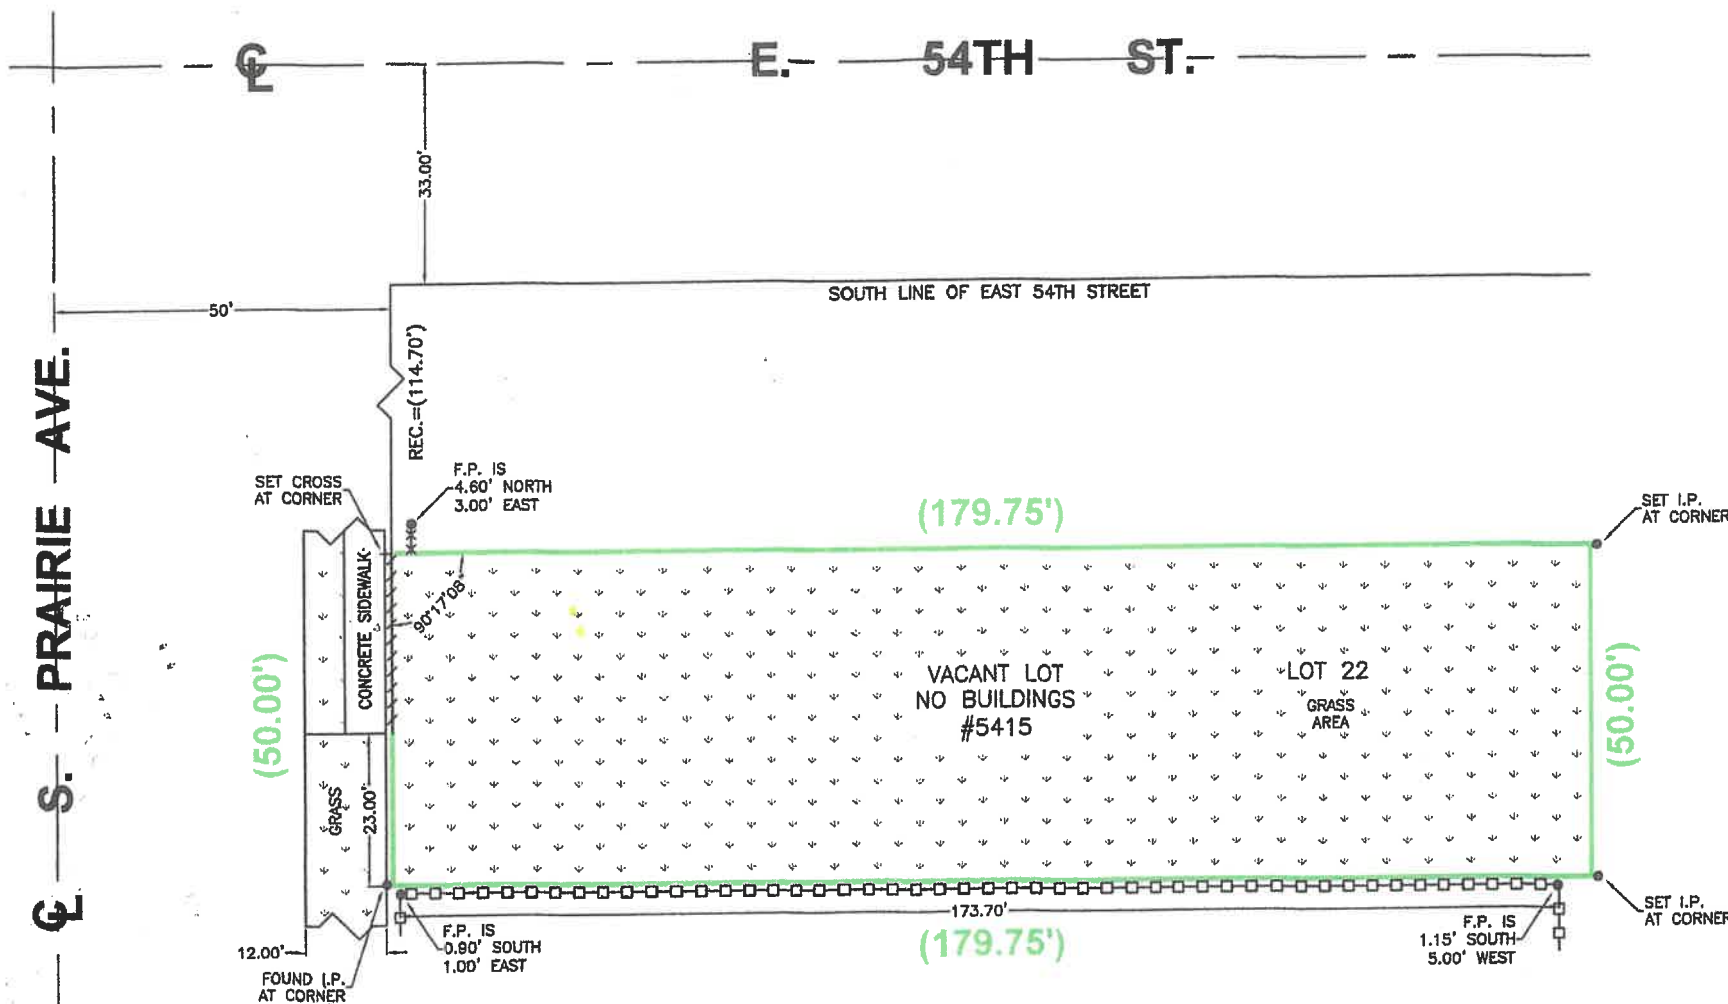 ℄ E. 54TH ST.
33.00'
50'
SOUTH LINE OF EAST 54TH STREET
REC.=(114.70')
℄ S. PRAIRIE AVE.
SET CROSS
AT CORNER
F.P. IS
4.60' NORTH
3.00' EAST
(179.75')
SET I.P.
AT CORNER
CONCRETE SIDEWALK
90°17'08"
(50.00')
VACANT LOT
NO BUILDINGS
#5415
LOT 22
GRASS
AREA
(50.00')
GRASS
23.00'
173.70'
(179.75')
12.00'
FOUND I.P.
AT CORNER
F.P. IS
0.90' SOUTH
1.00' EAST
F.P. IS
1.15' SOUTH
5.00' WEST
SET I.P.
AT CORNER